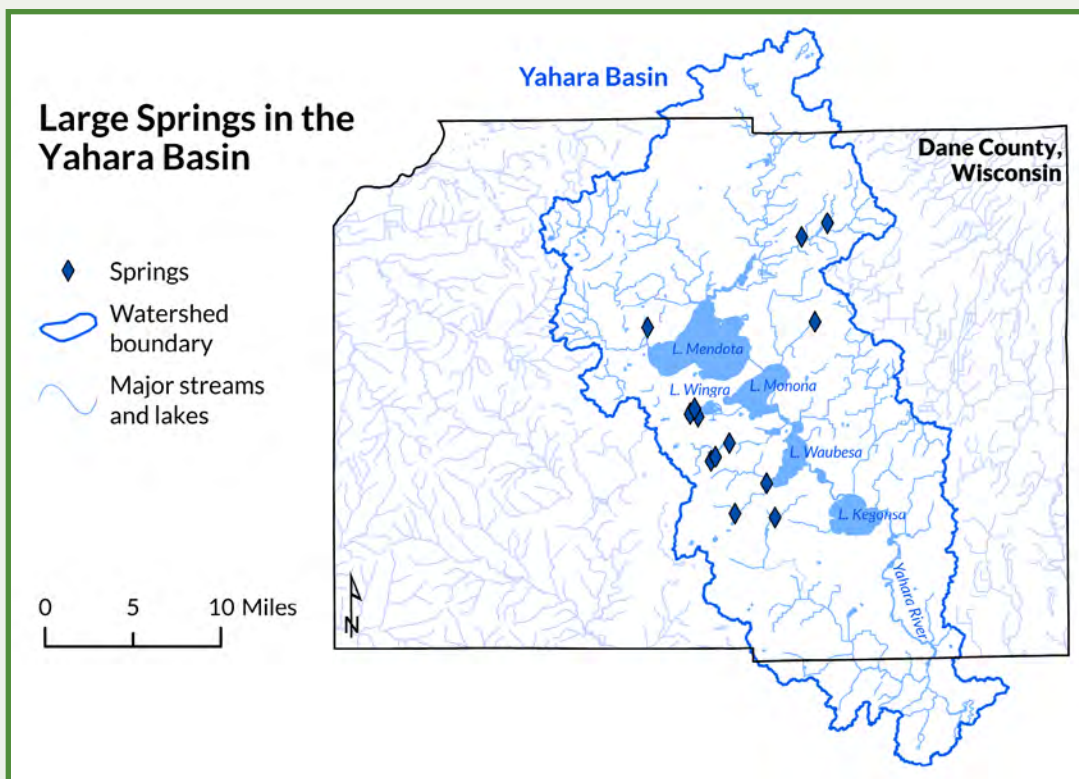 Large Springs in the
Yahara Basin
Yahara Basin
Dane County,
Wisconsin
Springs
Watershed
boundary
Major streams
and lakes
L. Mendota
L. Wingra
L. Monona
L. Waubesa
L. Kegonsa
Yahara River
N
0 5 10 Miles